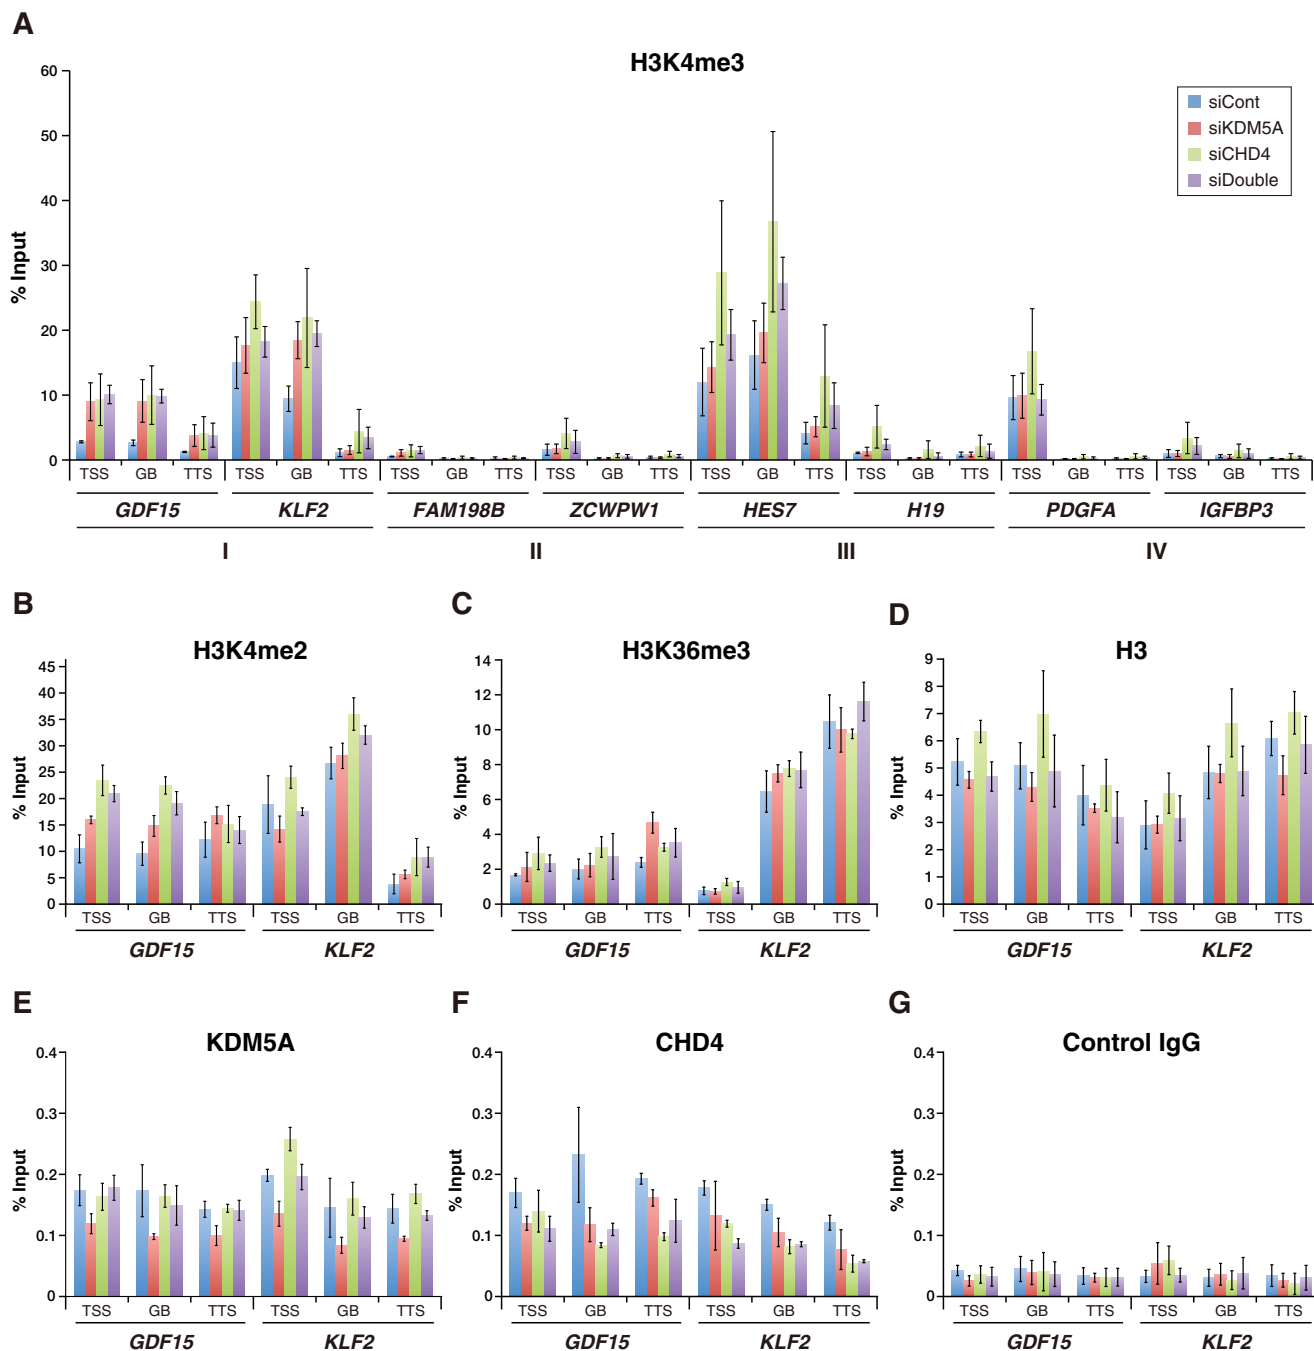 A
H3K4me3
60
50
40
30
20
10
0
% Input
siCont
siKDM5A
siCHD4
siDouble
TSS GB TTS TSS GB TTS TSS GB TTS TSS GB TTS TSS GB TTS TSS GB TTS TSS GB TTS TSS GB TTS
GDF15 KLF2 FAM198B ZCWPW1 HES7 H19 PDGFA IGFBP3
I II III IV
B
H3K4me2
45
40
35
30
25
20
15
10
5
0
% Input
TSS GB TTS TSS GB TTS
GDF15 KLF2
C
H3K36me3
14
12
10
8
6
4
2
0
% Input
TSS GB TTS TSS GB TTS
GDF15 KLF2
D
H3
9
8
7
6
5
4
3
2
1
0
% Input
TSS GB TTS TSS GB TTS
GDF15 KLF2
E
KDM5A
0.4
0.3
0.2
0.1
0
% Input
TSS GB TTS TSS GB TTS
GDF15 KLF2
F
CHD4
0.4
0.3
0.2
0.1
0
% Input
TSS GB TTS TSS GB TTS
GDF15 KLF2
G
Control IgG
0.4
0.3
0.2
0.1
0
% Input
TSS GB TTS TSS GB TTS
GDF15 KLF2